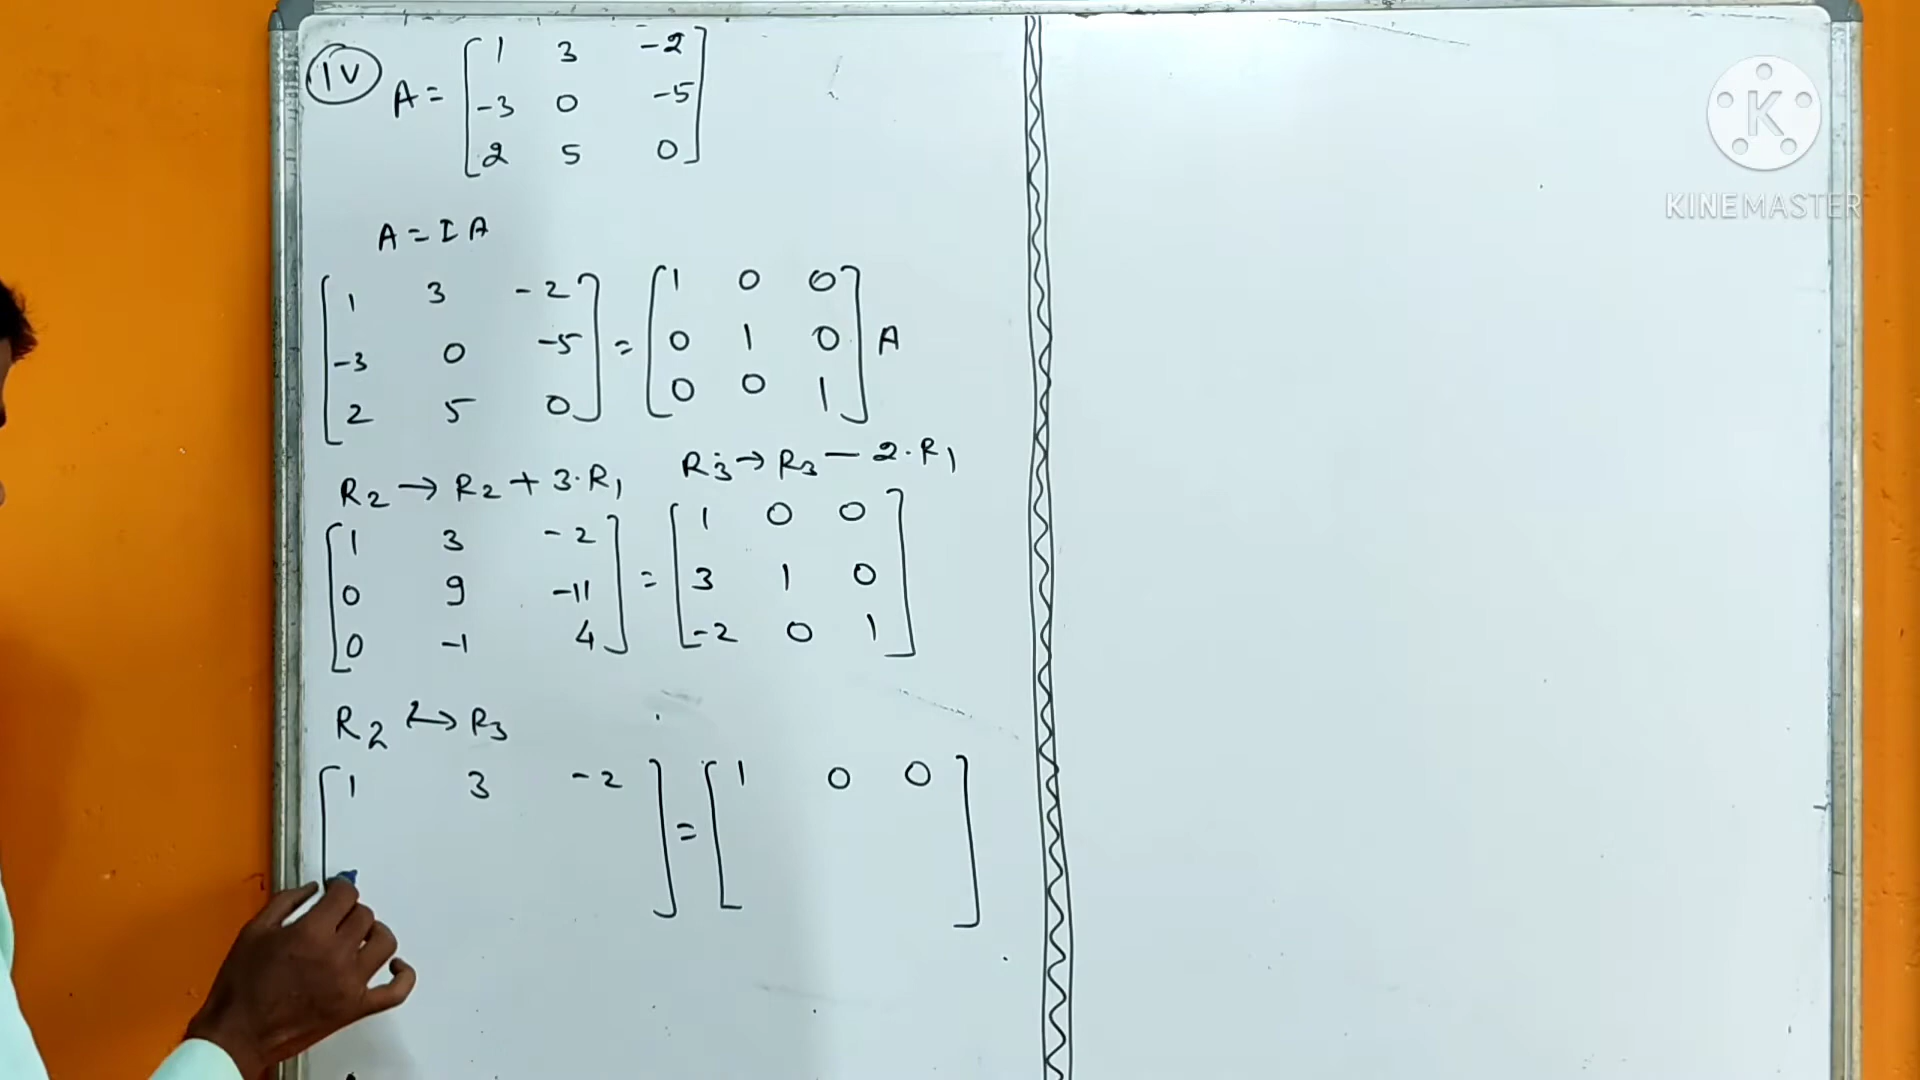 IV A = [ 1 3 -2
-3 0 -5
2 5 0 ]
A = I A
[ 1 3 -2
-3 0 -5
2 5 0 ] = [ 1 0 0
0 1 0
0 0 1 ] A
R2 → R2 + 3·R1 R3 → R3 — 2·R1
[ 1 3 -2
0 9 -11
0 -1 4 ] = [ 1 0 0
3 1 0
-2 0 1 ]
R2 ↔ R3
[ 1 3 -2 ] = [ 1 0 0 ]
K
KINEMASTER